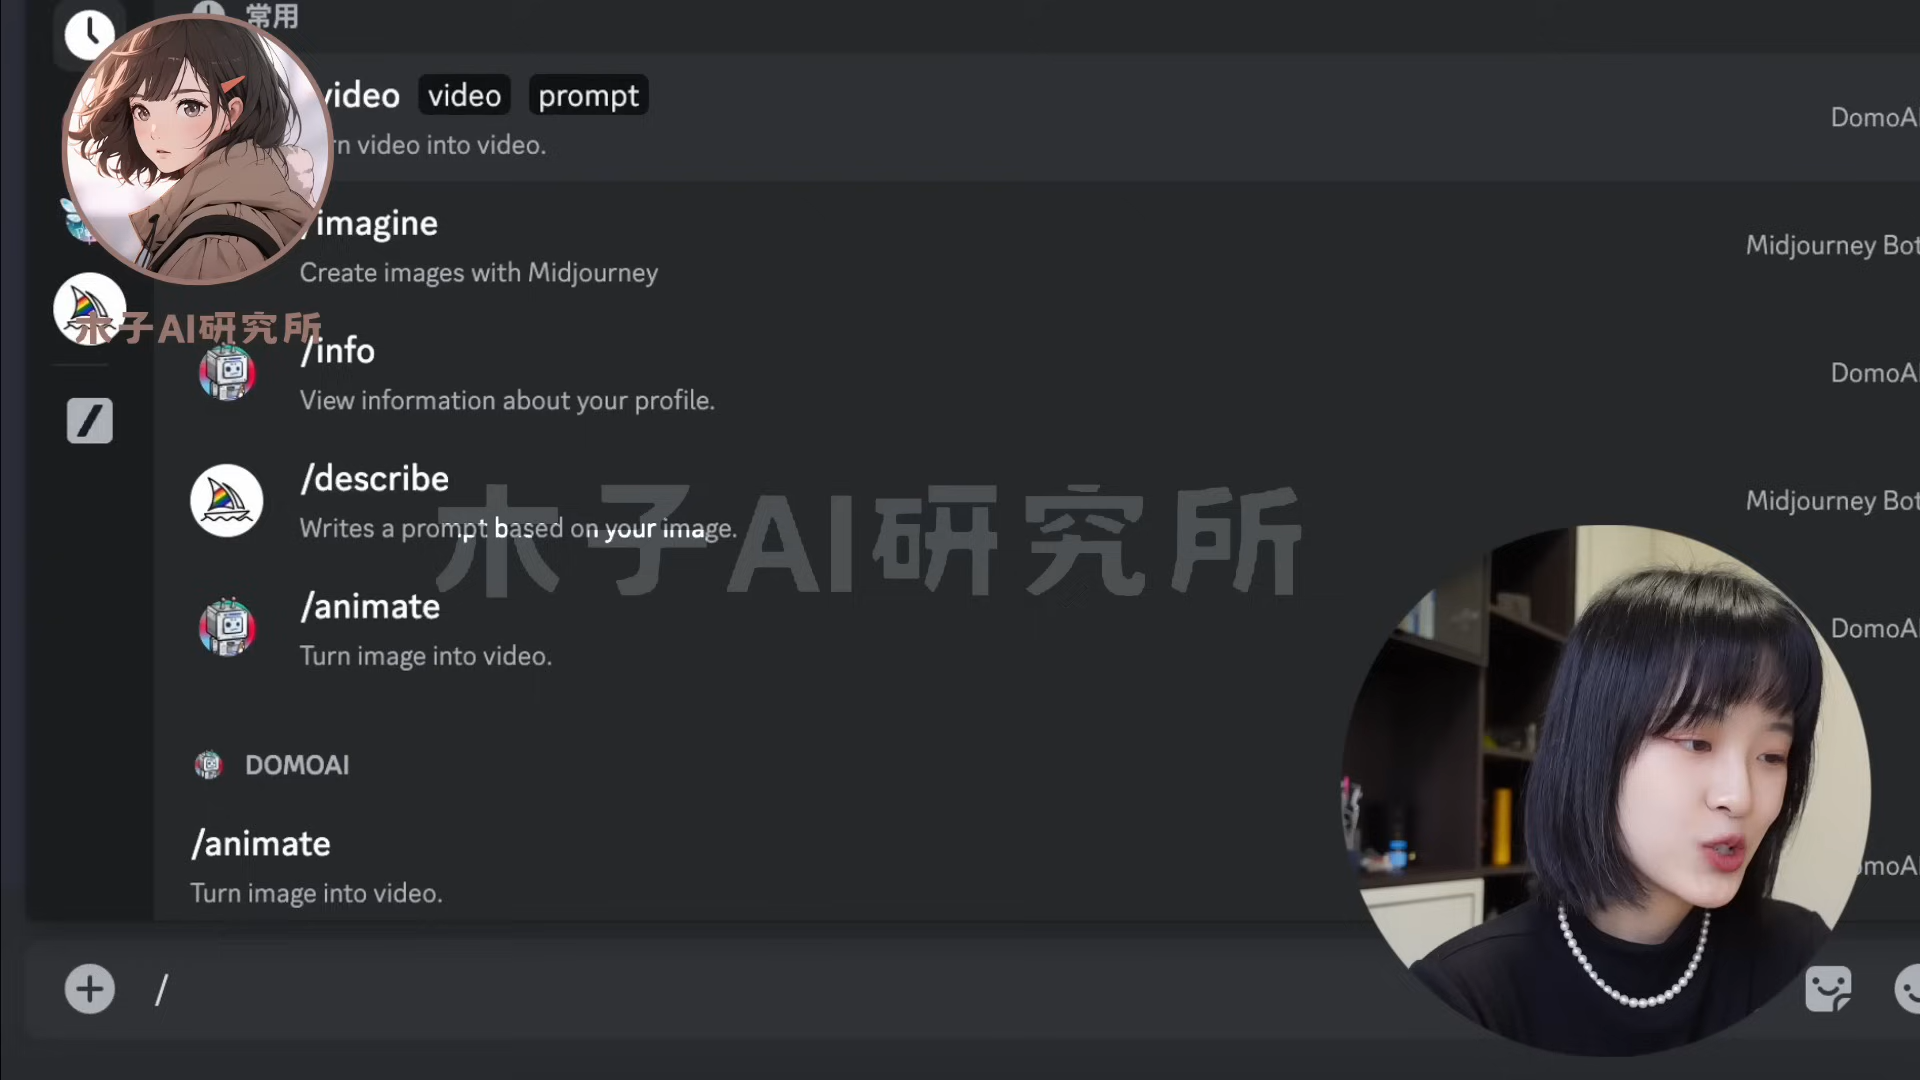 常用
video video prompt
rn video into video.
DomoAI
/imagine
Create images with Midjourney
Midjourney Bot
木子AI研究所
/info
View information about your profile.
DomoAI
/describe
Writes a prompt based on your image.
Midjourney Bot
木子AI研究所
/animate
Turn image into video.
DomoAI
DOMOAI
/animate
Turn image into video.
omoAI
/